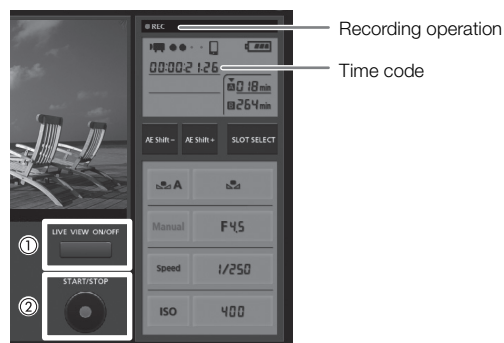 REC
Recording operation
00:00:21:26
Time code
A 018 min
B 264 min
AE Shift – AE Shift + SLOT SELECT
A
LIVE VIEW ON/OFF
Manual F4.5
①
Speed 1/250
START/STOP
②
ISO 400